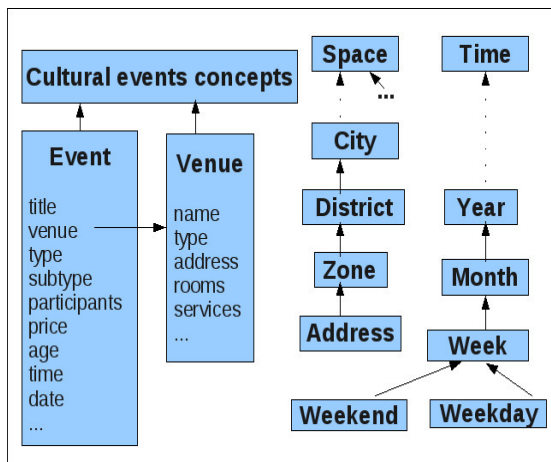 Cultural events concepts
Event
title
venue
type
subtype
participants
price
age
time
date
...
Venue
name
type
address
rooms
services
...
Space
...
City
District
Zone
Address
Time
Year
Month
Week
Weekend
Weekday